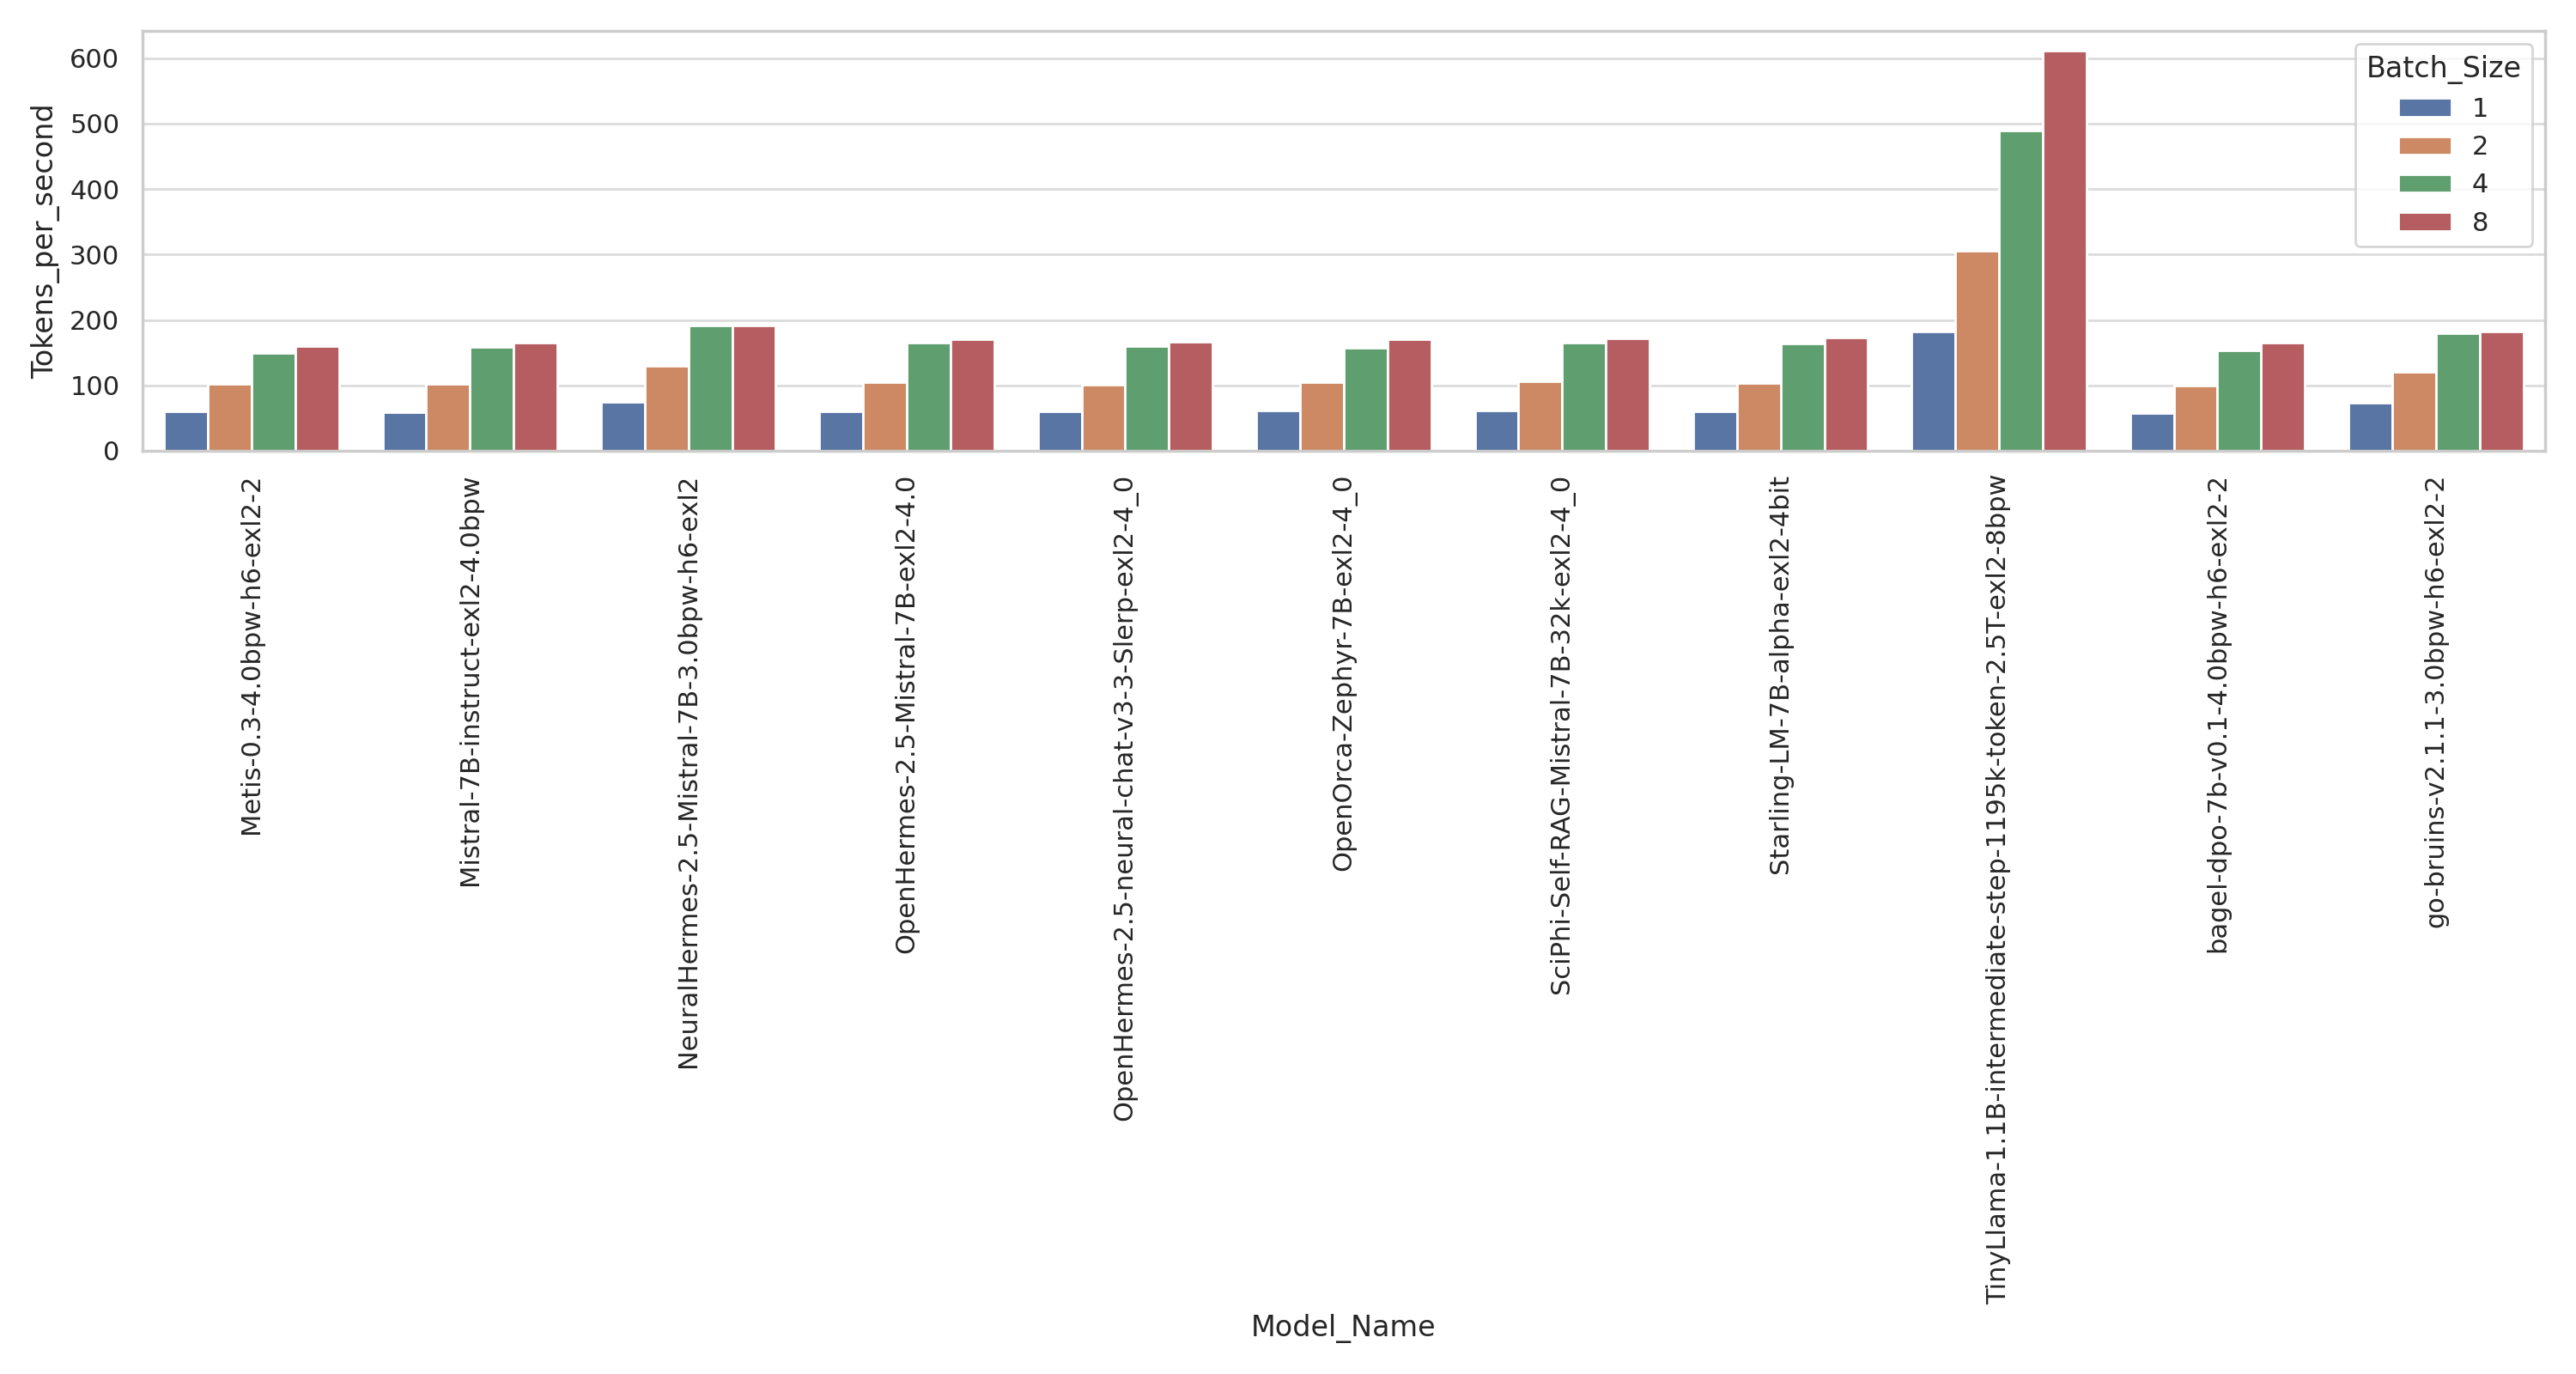 Tokens_per_second
600
500
400
300
200
100
0
Batch_Size
1
2
4
8
Metis-0.3-4.0bpw-h6-exl2-2
Mistral-7B-instruct-exl2-4.0bpw
NeuralHermes-2.5-Mistral-7B-3.0bpw-h6-exl2
OpenHermes-2.5-Mistral-7B-exl2-4.0
OpenHermes-2.5-neural-chat-v3-3-Slerp-exl2-4_0
OpenOrca-Zephyr-7B-exl2-4_0
SciPhi-Self-RAG-Mistral-7B-32k-exl2-4_0
Starling-LM-7B-alpha-exl2-4bit
TinyLlama-1.1B-intermediate-step-1195k-token-2.5T-exl2-8bpw
bagel-dpo-7b-v0.1-4.0bpw-h6-exl2-2
go-bruins-v2.1.1-3.0bpw-h6-exl2-2
Model_Name